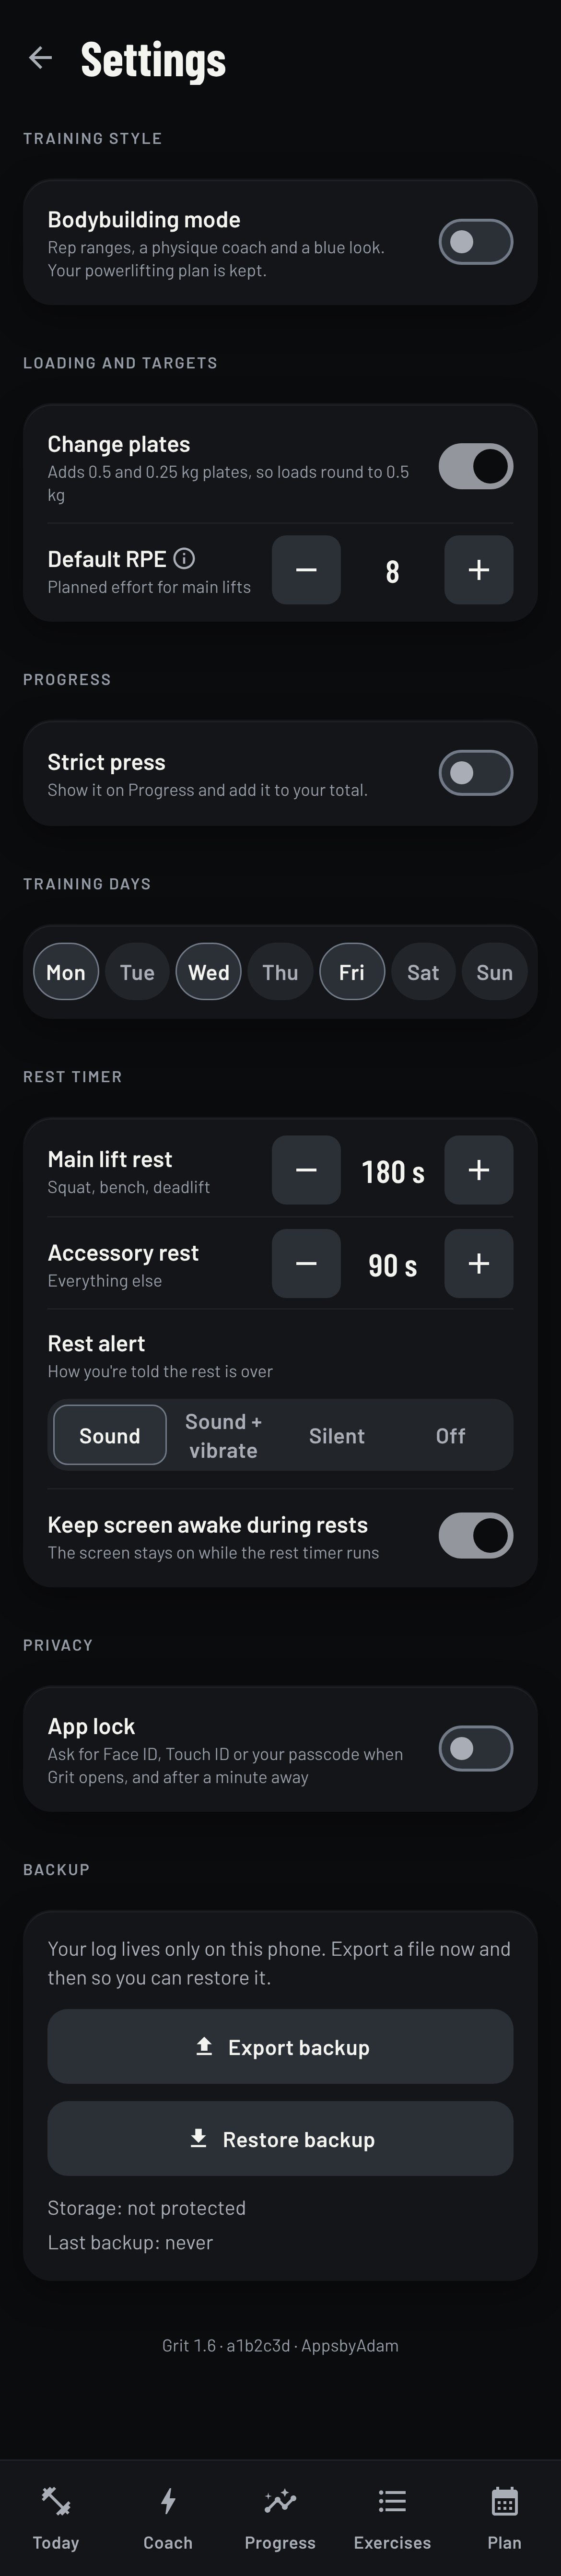 Settings
TRAINING STYLE
Bodybuilding mode
Rep ranges, a physique coach and a blue look.
Your powerlifting plan is kept.
LOADING AND TARGETS
Change plates
Adds 0.5 and 0.25 kg plates, so loads round to 0.5
kg
Default RPE
Planned effort for main lifts
8
PROGRESS
Strict press
Show it on Progress and add it to your total.
TRAINING DAYS
Mon Tue Wed Thu Fri Sat Sun
REST TIMER
Main lift rest
Squat, bench, deadlift
180 s
Accessory rest
Everything else
90 s
Rest alert
How you're told the rest is over
Sound
Sound +
vibrate
Silent
Off
Keep screen awake during rests
The screen stays on while the rest timer runs
PRIVACY
App lock
Ask for Face ID, Touch ID or your passcode when
Grit opens, and after a minute away
BACKUP
Your log lives only on this phone. Export a file now and
then so you can restore it.
Export backup
Restore backup
Storage: not protected
Last backup: never
Grit 1.6 · a1b2c3d · AppsbyAdam
Today Coach Progress Exercises Plan